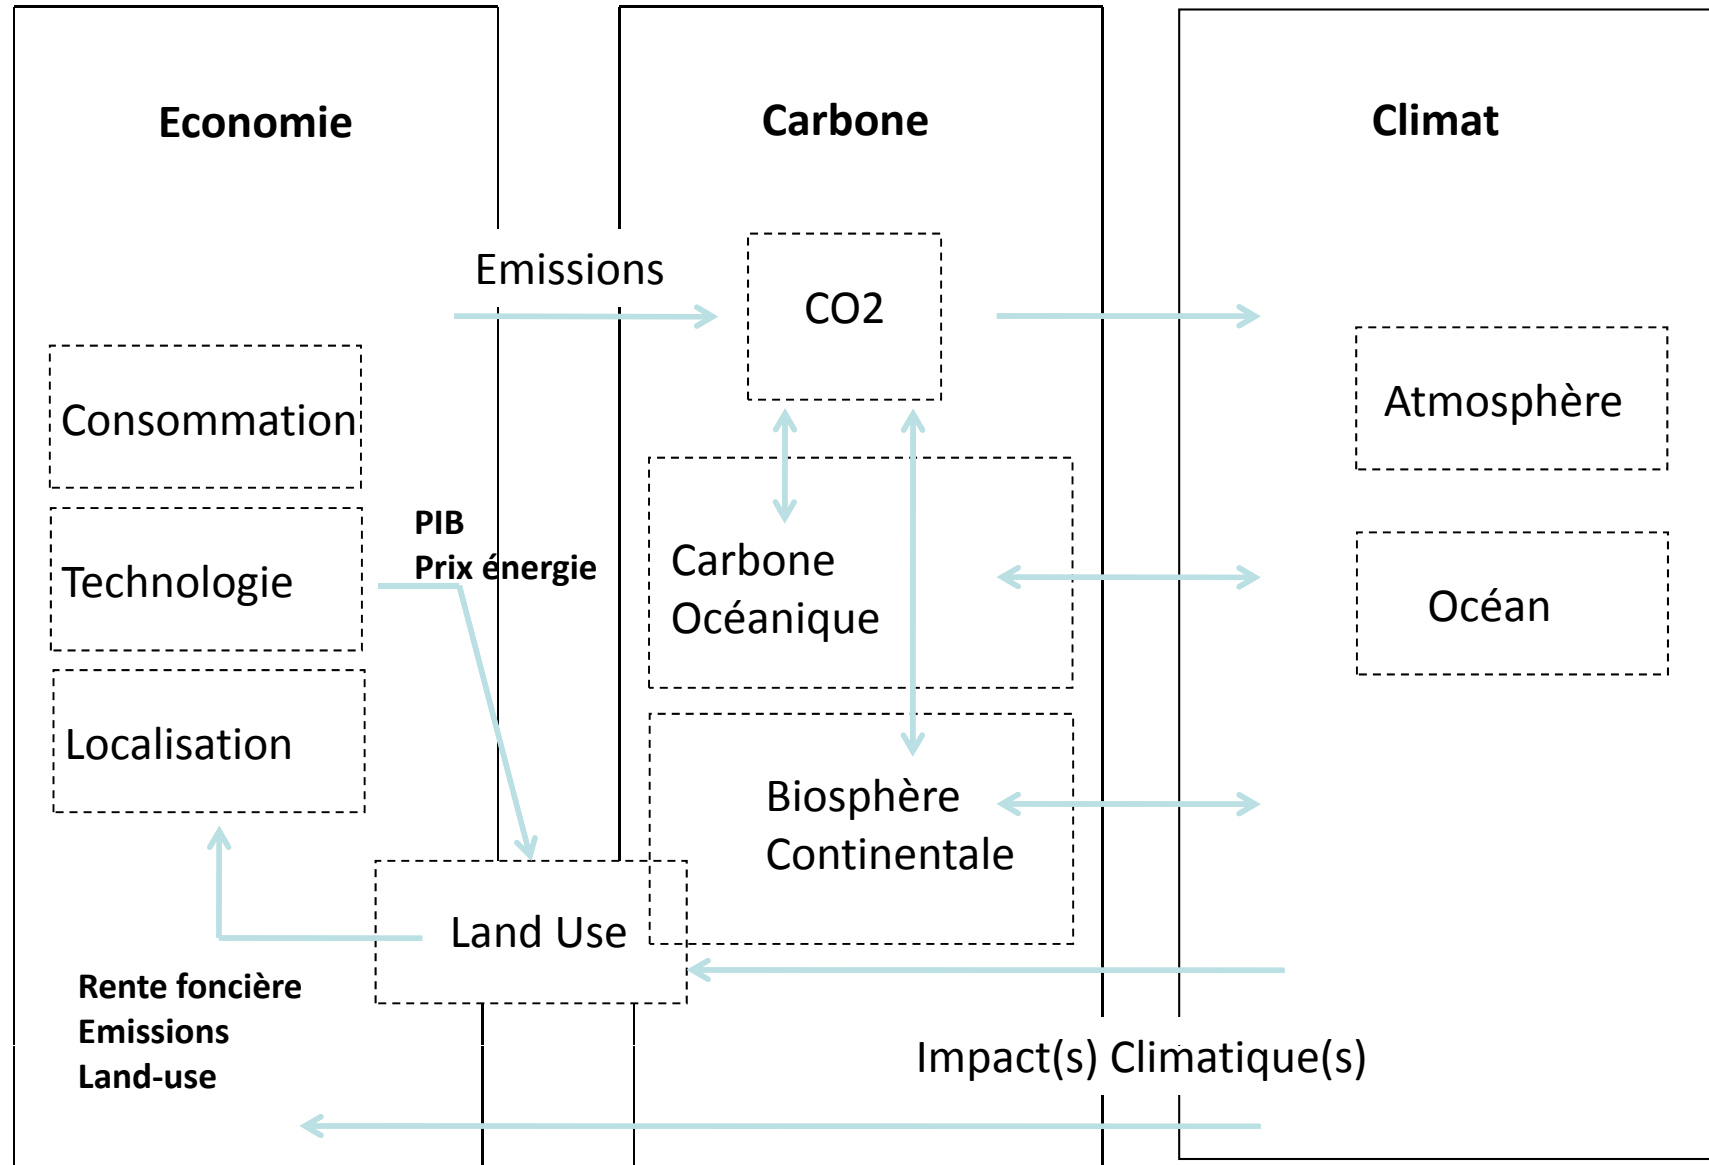 Economie
Carbone
Climat
Emissions
CO2
Consommation
Atmosphère
PIB
Prix énergie
Technologie
Carbone
Océanique
Océan
Localisation
Biosphère
Continentale
Land Use
Rente foncière
Emissions
Land-use
Impact(s) Climatique(s)